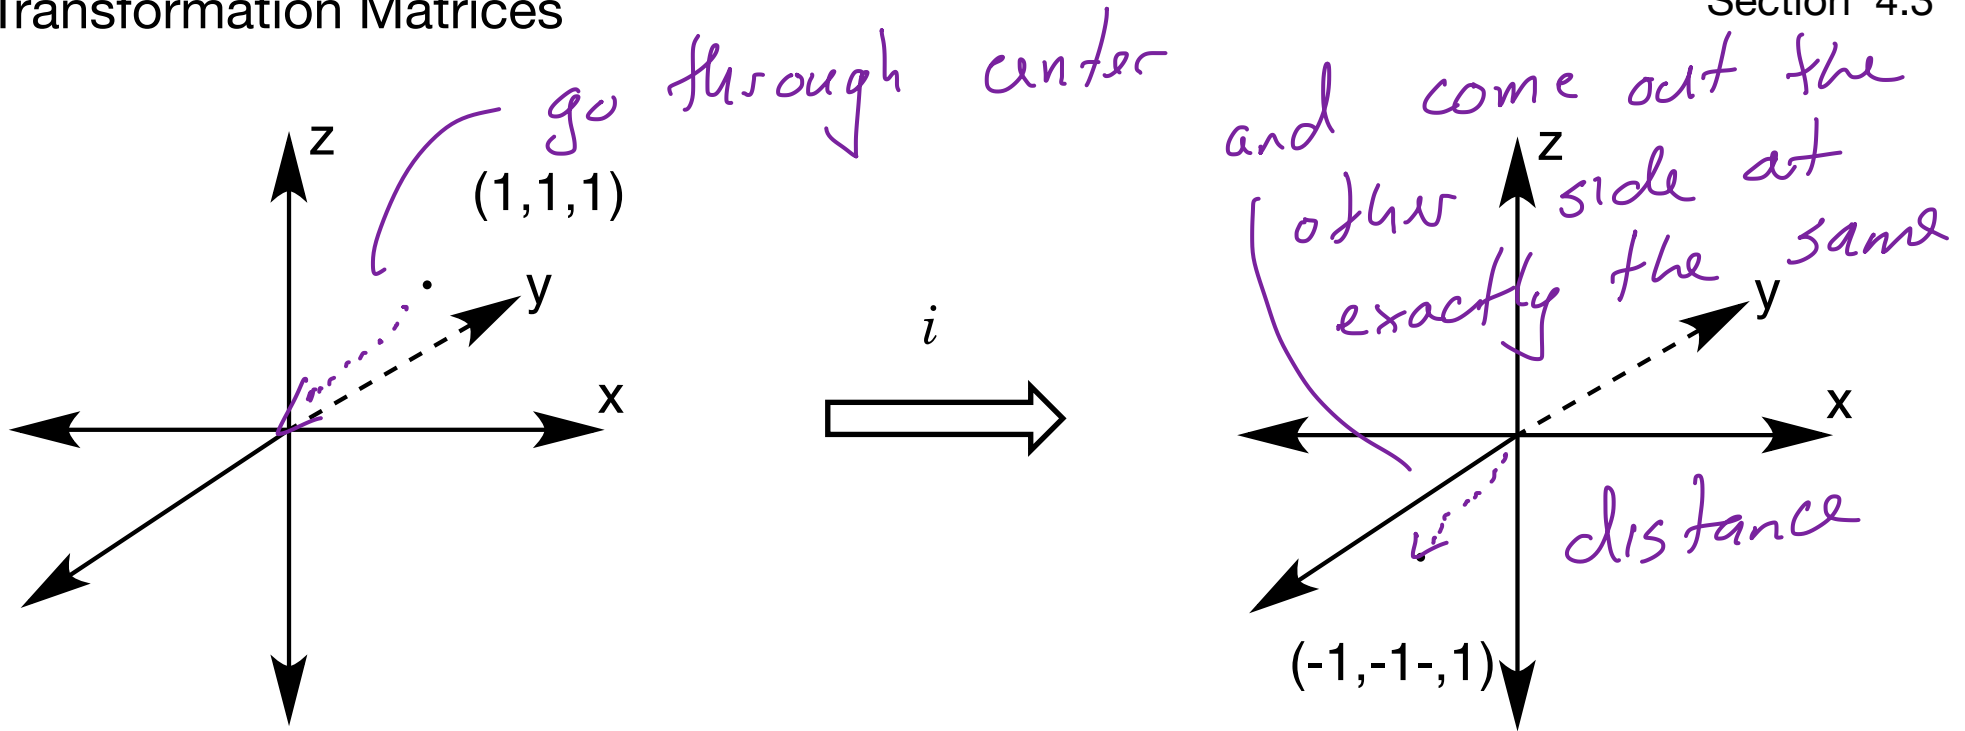 Transformation Matrices
Section 4.3
go through center
and come out the
other side at
exactly the same
distance
z
(1,1,1)
y
x
i
z
y
x
(-1,-1-,1)